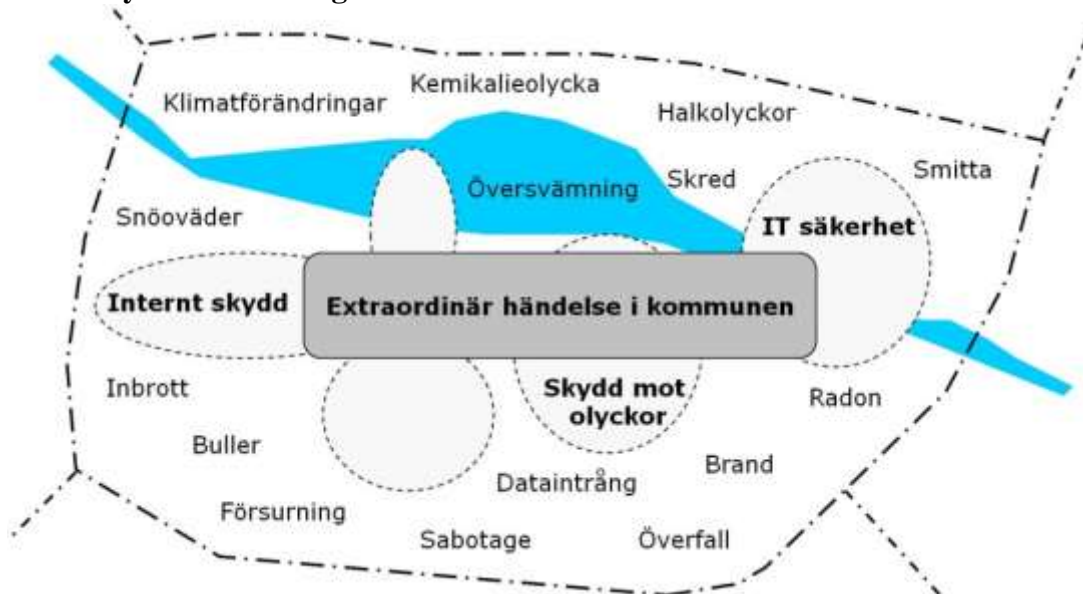 Kemikalieolycka
Klimatförändringar
Halkolyckor
Smitta
Skred
Översvämning
Snöoväder
IT säkerhet
Internt skydd
Extraordinär händelse i kommunen
Inbrott
Skydd mot
olyckor
Radon
Buller
Brand
Dataintrång
Försurning
Sabotage
Överfall